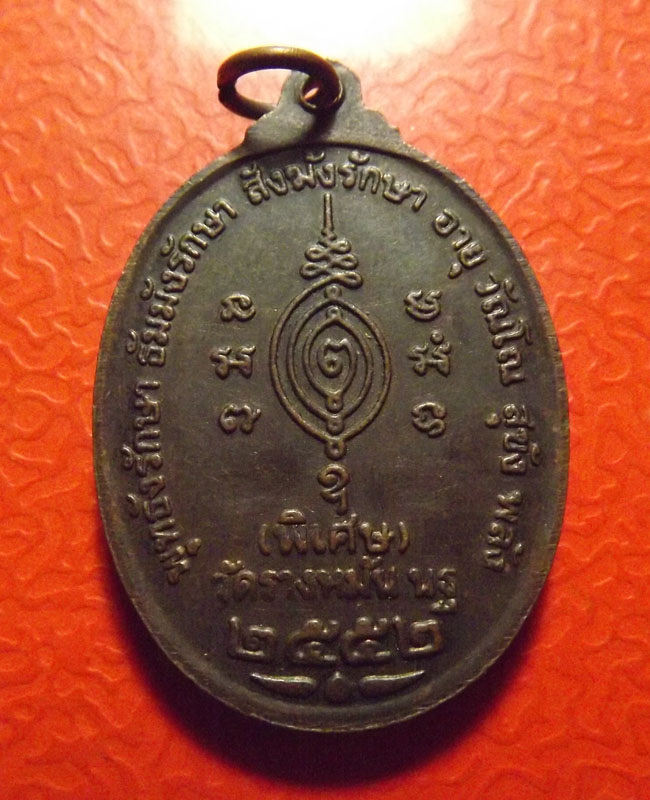 พุทธังรักษา ธัมมังรักษา สังฆังรักษา อายุ วัณโณ สุขัง พลัง
๓
(พิเศษ)
วัดรางหมัน นฐ
๒๕๕๒